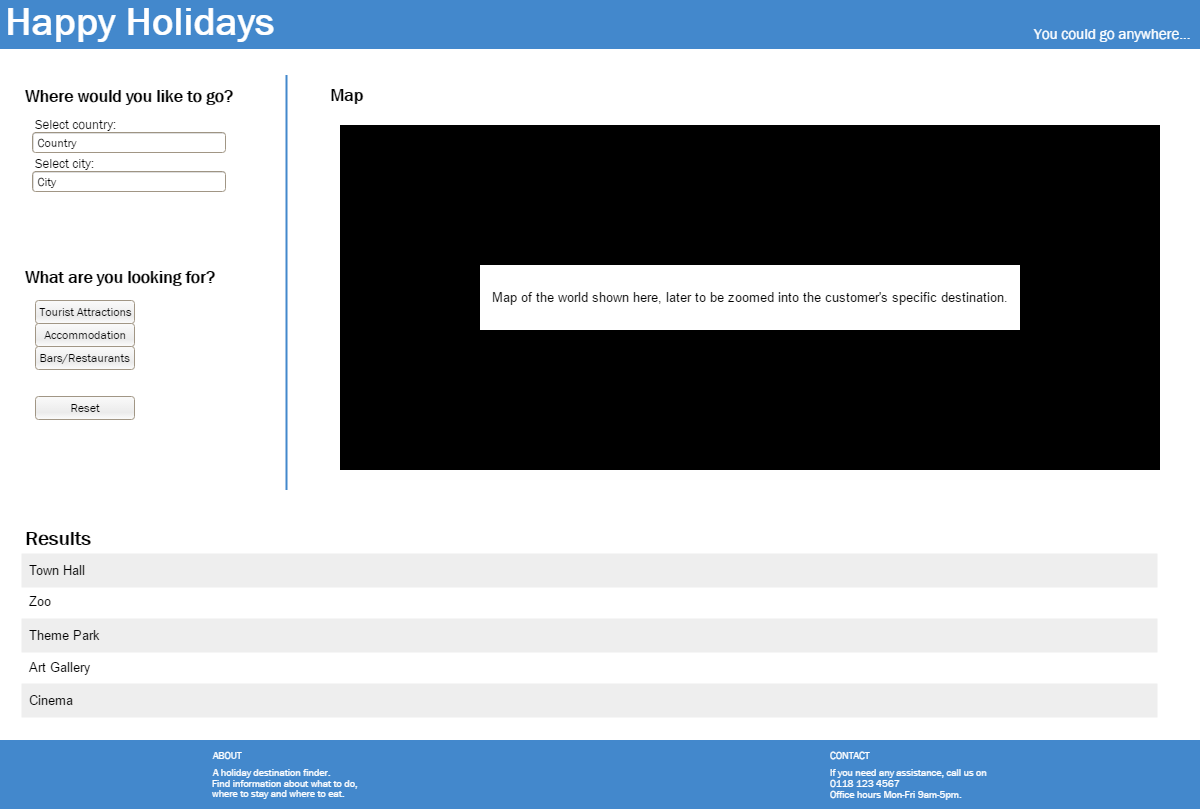 Happy Holidays
You could go anywhere...
Where would you like to go?
Select country:
Country
Select city:
City
What are you looking for?
Tourist Attractions
Accommodation
Bars/Restaurants
Reset
Map
Map of the world shown here, later to be zoomed into the customer's specific destination.
Results
Town Hall
Zoo
Theme Park
Art Gallery
Cinema
ABOUT
A holiday destination finder.
Find information about what to do,
where to stay and where to eat.
CONTACT
If you need any assistance, call us on
0118 123 4567
Office hours Mon-Fri 9am-5pm.